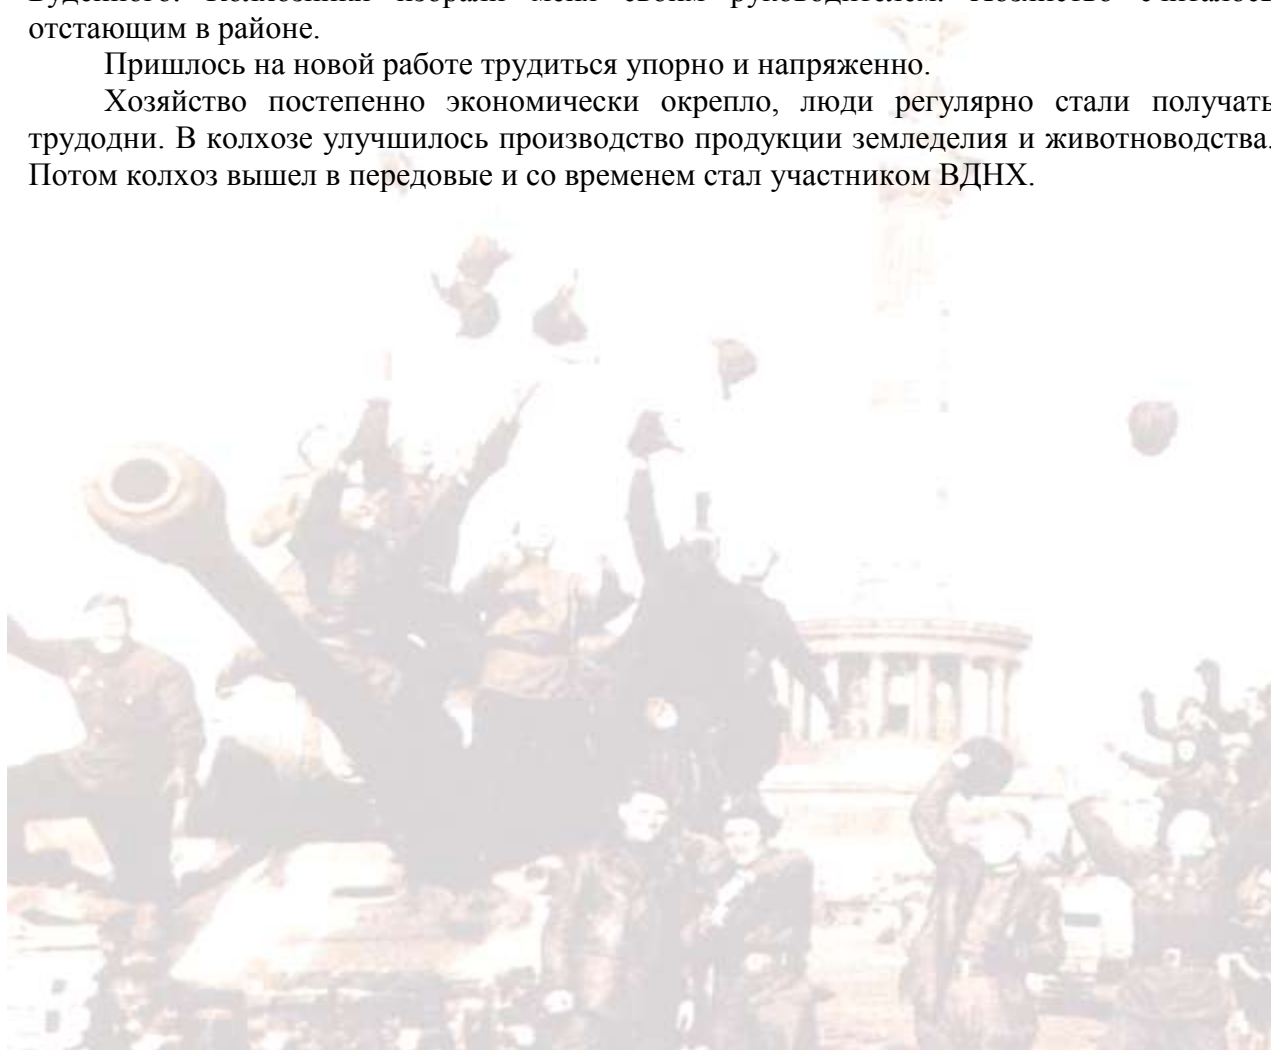 отстающим в районе.
Пришлось на новой работе трудиться упорно и напряженно.
Хозяйство постепенно экономически окрепло, люди регулярно стали получать
трудодни. В колхозе улучшилось производство продукции земледелия и животноводства.
Потом колхоз вышел в передовые и со временем стал участником ВДНХ.